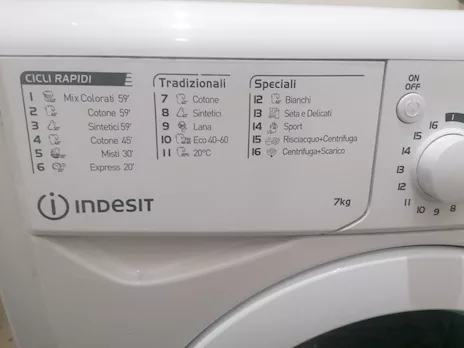 CICLI RAPIDI
1 Mix Colorati 59'
2 Cotone 59'
3 Sintetici 59'
4 Cotone 45'
5 Misti 30'
6 Express 20'
Tradizionali
7 Cotone
8 Sintetici
9 Lana
10 Eco 40-60
11 20°C
Speciali
12 Bianchi
13 Seta e Delicati
14 Sport
15 Risciacquo+Centrifuga
16 Centrifuga+Scarico
ON
OFF
indesit
7kg
1
16
15
14
13
12
11
10
9
8